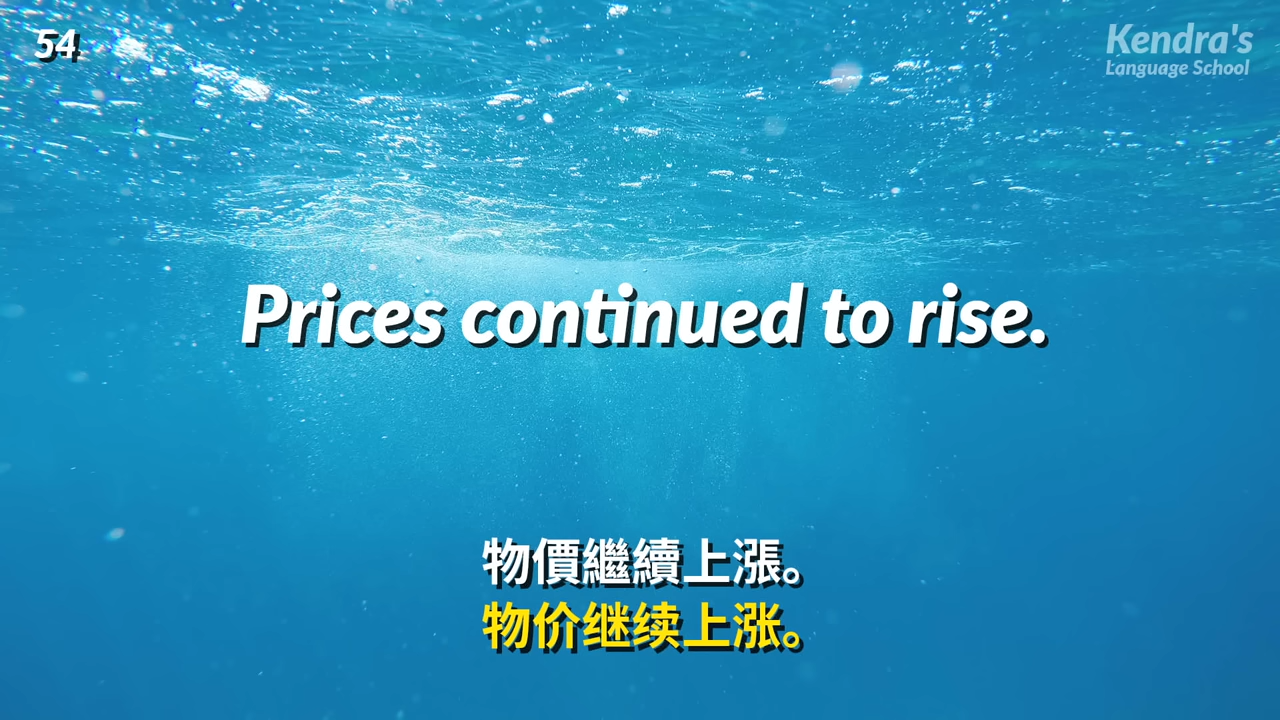 54
Kendra's
Language School
Prices continued to rise.
物價繼續上漲。
物价继续上涨。